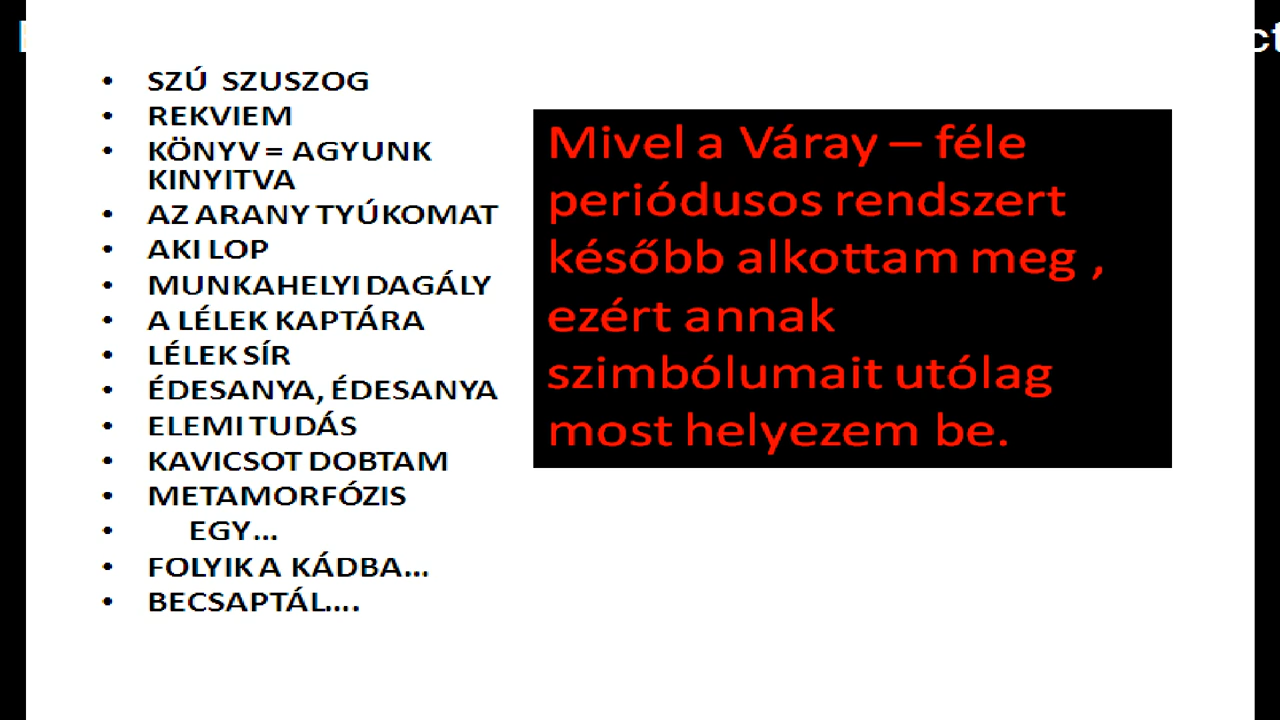 SZÚ SZUSZOG
REKVIEM
KÖNYV = AGYUNK
KINYITVA
AZ ARANY TYÚKOMAT
AKI LOP
MUNKAHELYI DAGÁLY
A LÉLEK KAPTÁRA
LÉLEK SÍR
ÉDESANYA, ÉDESANYA
ELEMI TUDÁS
KAVICSOT DOBTAM
METAMORFÓZIS
EGY...
FOLYIK A KÁDBA...
BECSAPTÁL....
Mivel a Váray – féle
periódusos rendszert
később alkottam meg ,
ezért annak
szimbólumait utólag
most helyezem be.